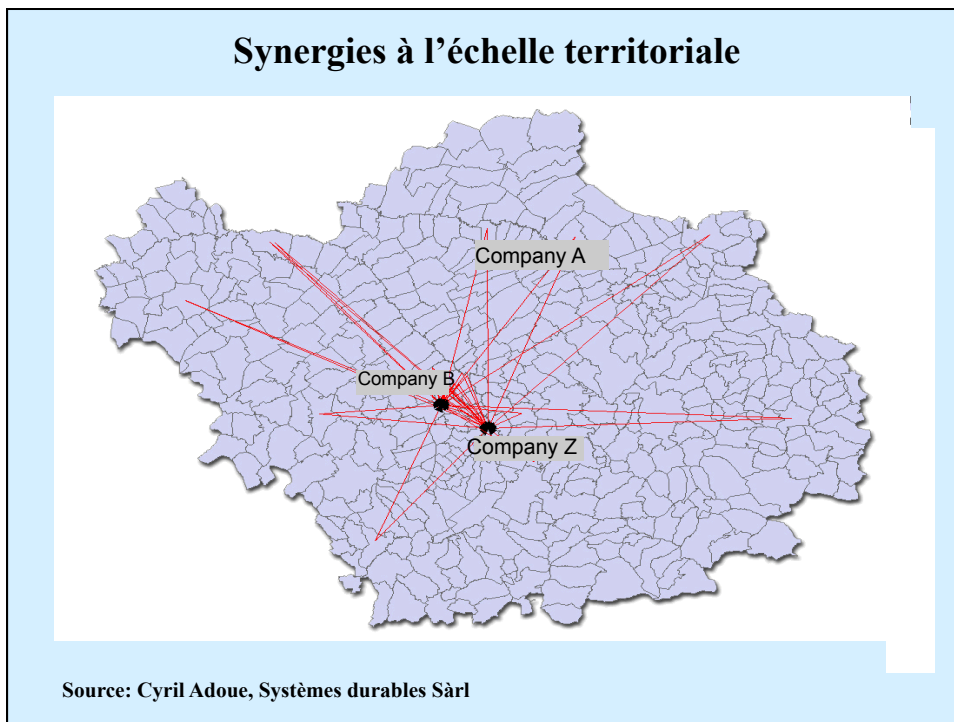 Synergies à l’échelle territoriale
Company A
Company B
Company Z
Source: Cyril Adoue, Systèmes durables Sàrl